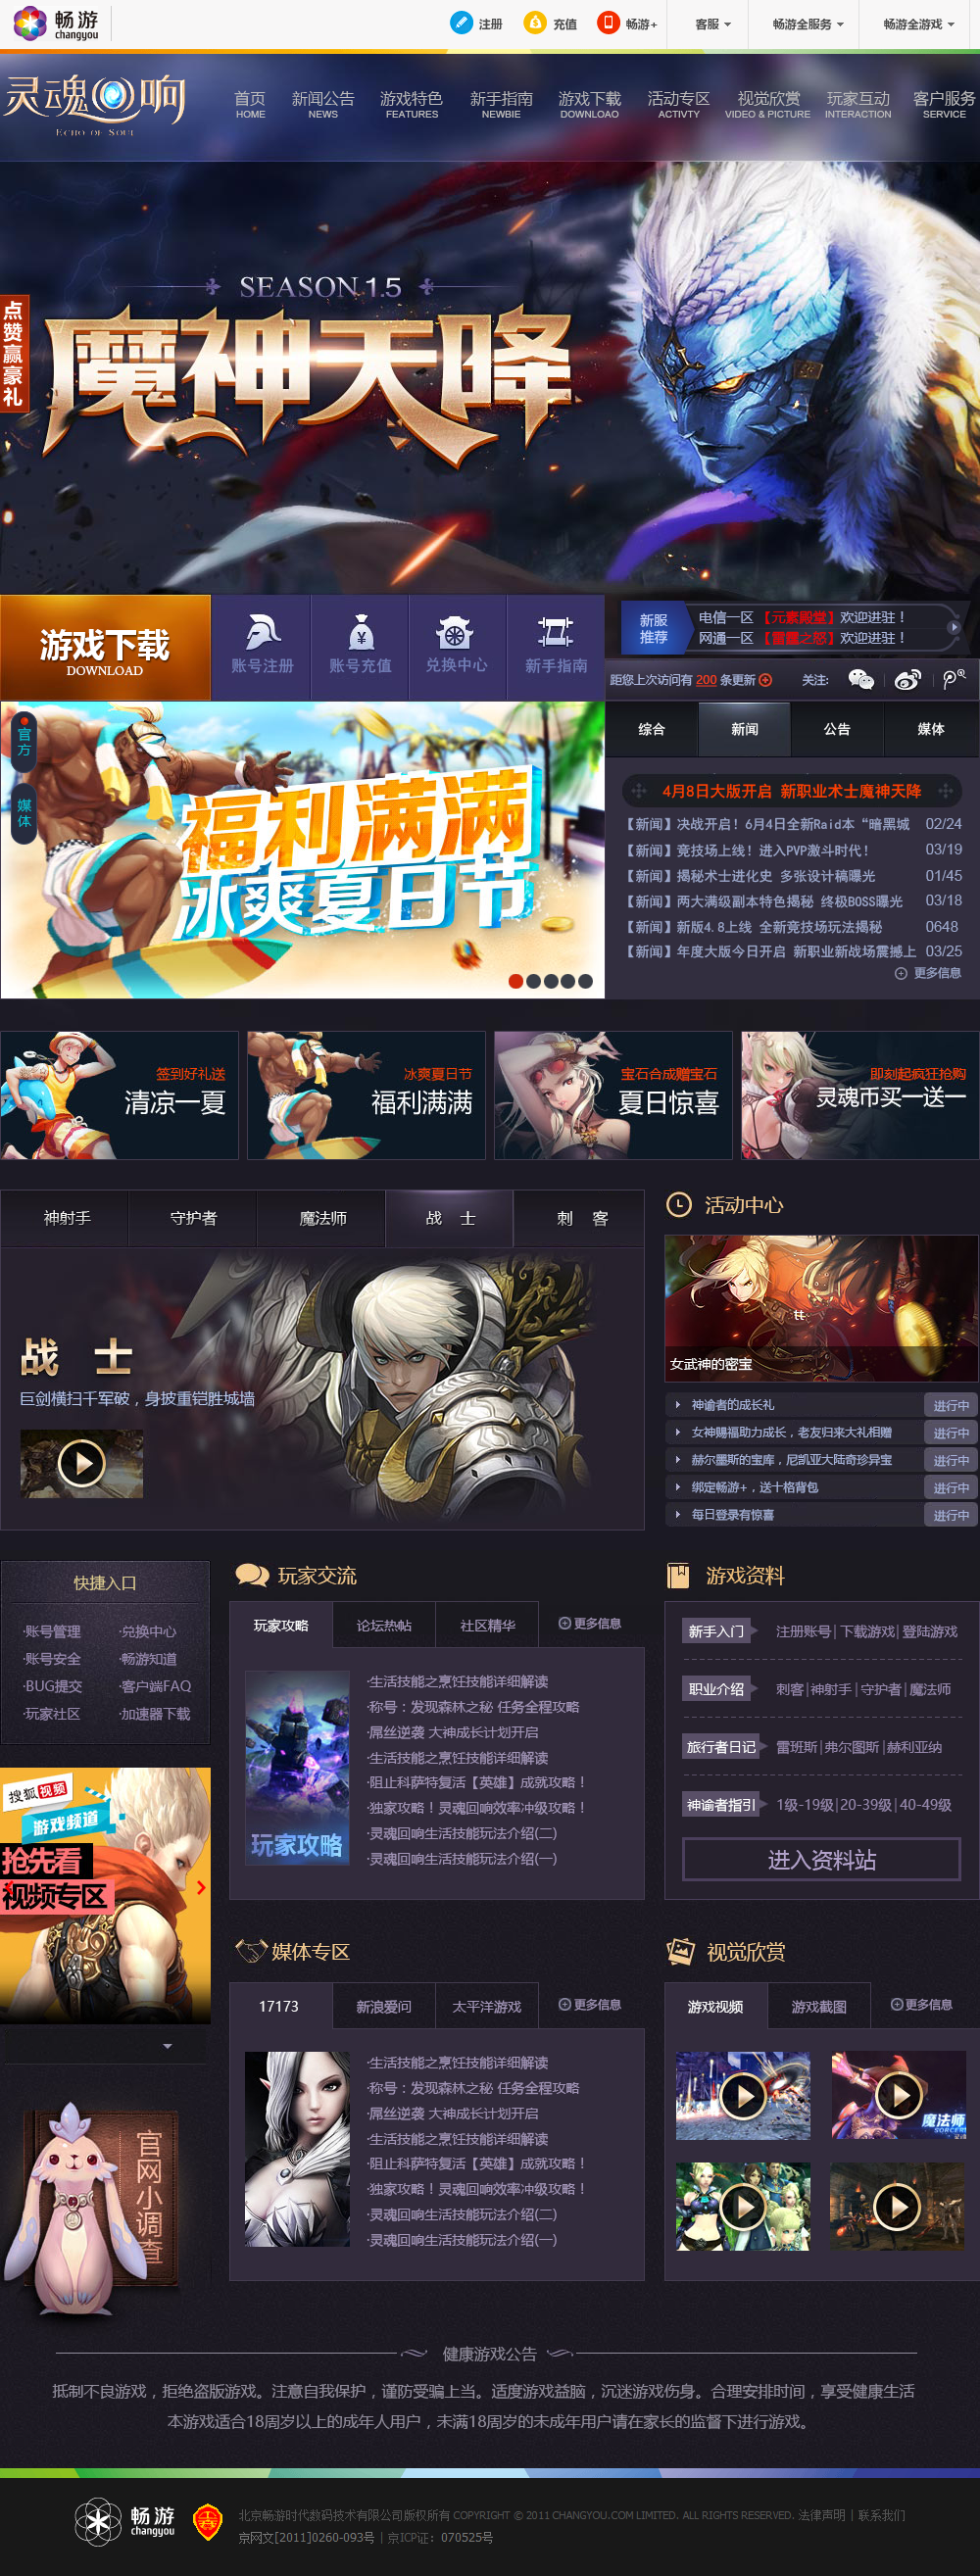 畅游 changyou 注册 充值 畅游+ 客服 畅游全服务 畅游全游戏
灵魂回响
ECHO OF SOUL
首页 新闻公告 游戏特色 新手指南 游戏下载 活动专区 视觉欣赏 玩家互动 客户服务
HOME NEWS FEATURES NEWBIE DOWNLOAO ACTIVTY VIDEO & PICTURE INTERACTION SERVICE
SEASON 1.5
魔神天降
点赞赢豪礼
游戏下载
DOWNLOAD
账号注册 账号充值 兑换中心 新手指南
新服推荐
电信一区 【元素殿堂】欢迎进驻！
网通一区 【雷霆之怒】欢迎进驻！
距您上次访问有 200 条更新 关注:
官方
媒体
福利满满
冰爽夏日节
综合 新闻 公告 媒体
4月8日大版开启 新职业术士魔神天降
【新闻】决战开启！6月4日全新Raid本“暗黑城 02/24
【新闻】竞技场上线！进入PVP激斗时代！ 03/19
【新闻】揭秘术士进化史 多张设计稿曝光 01/45
【新闻】两大满级副本特色揭秘 终极BOSS曝光 03/18
【新闻】新版4.8上线 全新竞技场玩法揭秘 0648
【新闻】年度大版今日开启 新职业新战场震撼上 03/25
更多信息
签到好礼送
清凉一夏
冰爽夏日节
福利满满
宝石合成赠宝石
夏日惊喜
即刻起疯狂抢购
灵魂币买一送一
神射手 守护者 魔法师 战 士 刺 客
战 士
巨剑横扫千军破，身披重铠胜城墙
活动中心
女武神的密宝
神谕者的成长礼 进行中
女神赐福助力成长，老友归来大礼相赠 进行中
赫尔墨斯的宝库，尼凯亚大陆奇珍异宝 进行中
绑定畅游+，送十格背包 进行中
每日登录有惊喜 进行中
快捷入口
·账号管理 ·兑换中心
·账号安全 ·畅游知道
·BUG提交 ·客户端FAQ
·玩家社区 ·加速器下载
玩家交流
玩家攻略 论坛热帖 社区精华 更多信息
玩家攻略
·生活技能之烹饪技能详细解读
·称号：发现森林之秘 任务全程攻略
·屌丝逆袭 大神成长计划开启
·生活技能之烹饪技能详细解读
·阻止科萨特复活【英雄】成就攻略！
·独家攻略！灵魂回响效率冲级攻略！
·灵魂回响生活技能玩法介绍(二)
·灵魂回响生活技能玩法介绍(一)
游戏资料
新手入门 注册账号| 下载游戏| 登陆游戏
职业介绍 刺客|神射手|守护者|魔法师
旅行者日记 雷班斯|弗尔图斯|赫利亚纳
神谕者指引 1级-19级|20-39级|40-49级
进入资料站
搜狐视频
游戏频道
抢先看
视频专区
媒体专区
17173 新浪爱问 太平洋游戏 更多信息
·生活技能之烹饪技能详细解读
·称号：发现森林之秘 任务全程攻略
·屌丝逆袭 大神成长计划开启
·生活技能之烹饪技能详细解读
·阻止科萨特复活【英雄】成就攻略！
·独家攻略！灵魂回响效率冲级攻略！
·灵魂回响生活技能玩法介绍(二)
·灵魂回响生活技能玩法介绍(一)
视觉欣赏
游戏视频 游戏截图 更多信息
魔法师
官网小调查
健康游戏公告
抵制不良游戏，拒绝盗版游戏。注意自我保护，谨防受骗上当。适度游戏益脑，沉迷游戏伤身。合理安排时间，享受健康生活
本游戏适合18周岁以上的成年人用户，未满18周岁的未成年用户请在家长的监督下进行游戏。
畅游 changyou
北京畅游时代数码技术有限公司版权所有 COPYRIGHT © 2011 CHANGYOU.COM LIMITED. ALL RIGHTS RESERVED. 法律声明 | 联系我们
京网文[2011]0260-093号 | 京ICP证：070525号